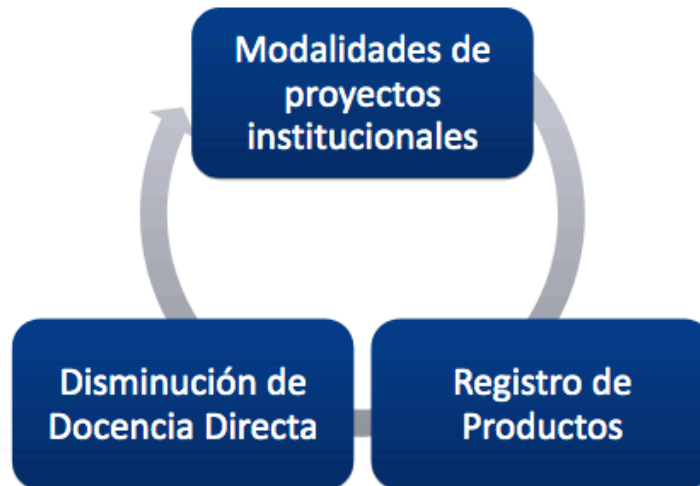 Modalidades de
proyectos
institucionales
Disminución de
Docencia Directa
Registro de
Productos